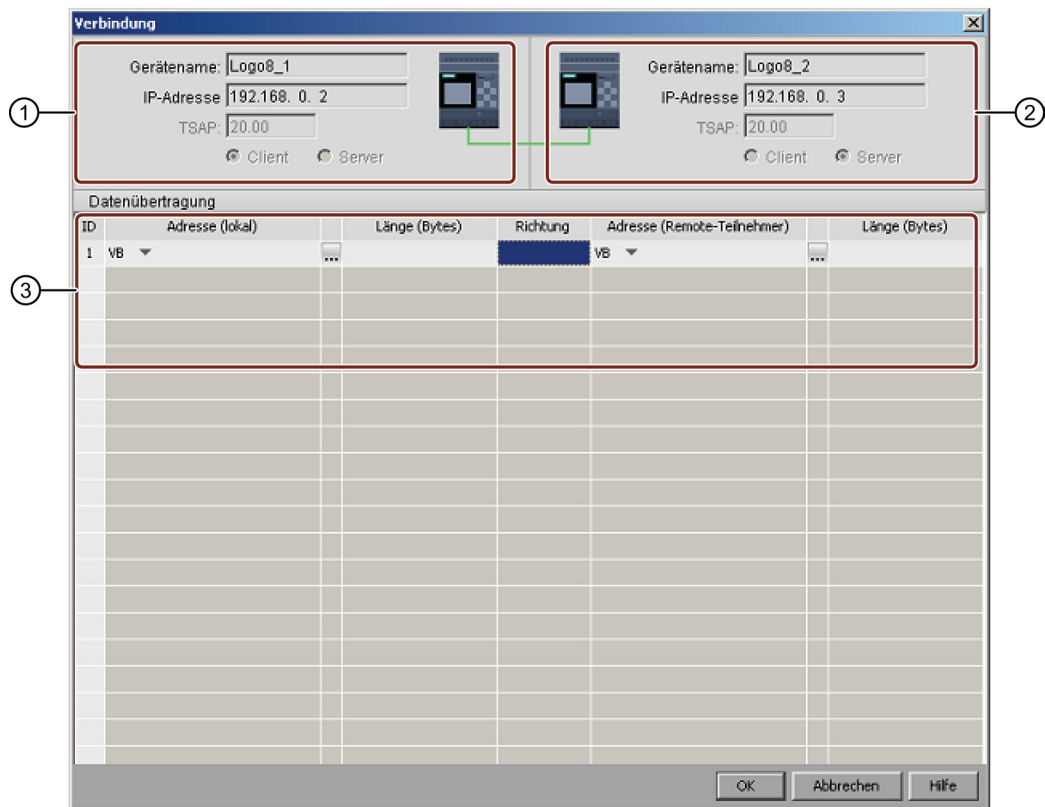 Verbindung
Gerätename: Logo8_1
IP-Adresse 192.168. 0. 2
TSAP: 20.00
Client Server
Gerätename: Logo8_2
IP-Adresse 192.168. 0. 3
TSAP: 20.00
Client Server
1
2
Datenübertragung
ID Adresse (lokal) Länge (Bytes) Richtung Adresse (Remote-Teilnehmer) Länge (Bytes)
1 VB ... VB ...
3
OK Abbrechen Hilfe